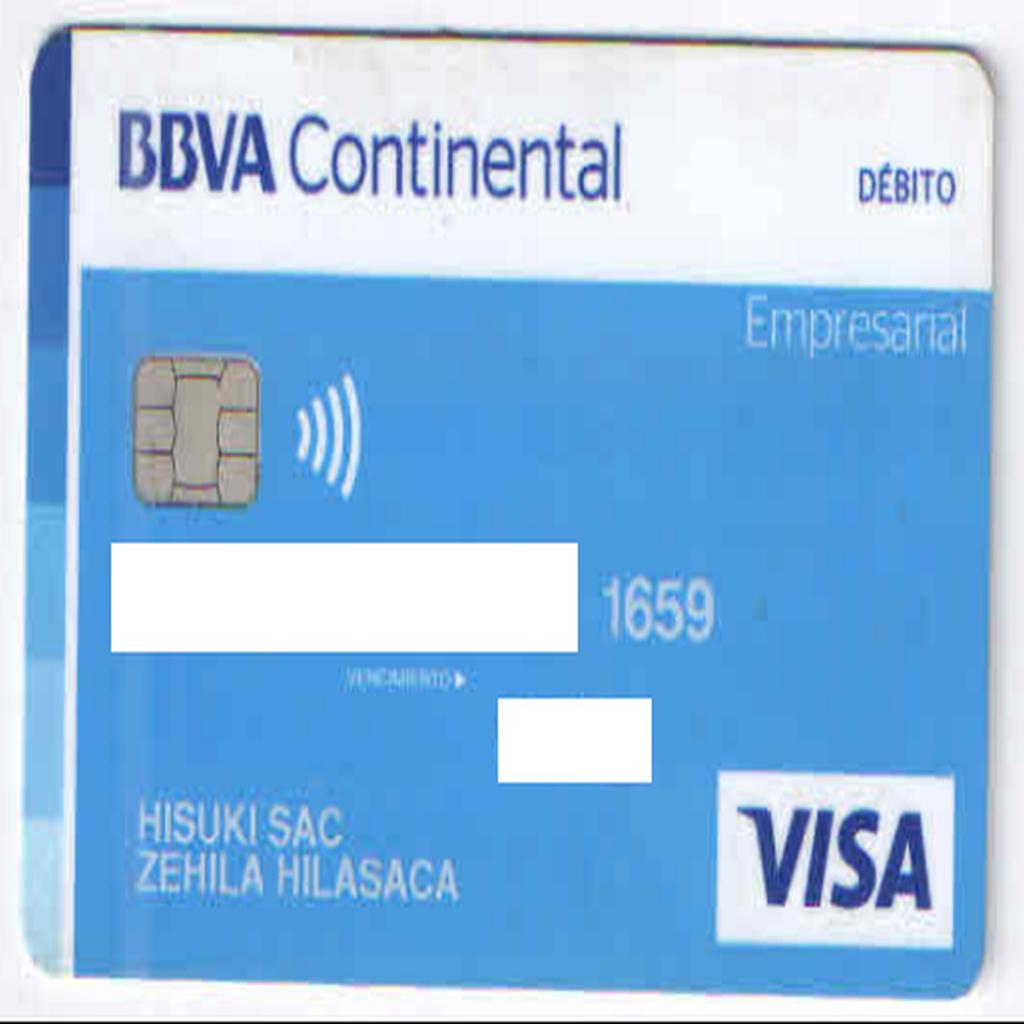 BBVA Continental
DÉBITO
Empresarial
1659
VENCIMIENTO
HISUKI SAC
ZEHILA HILASACA
VISA